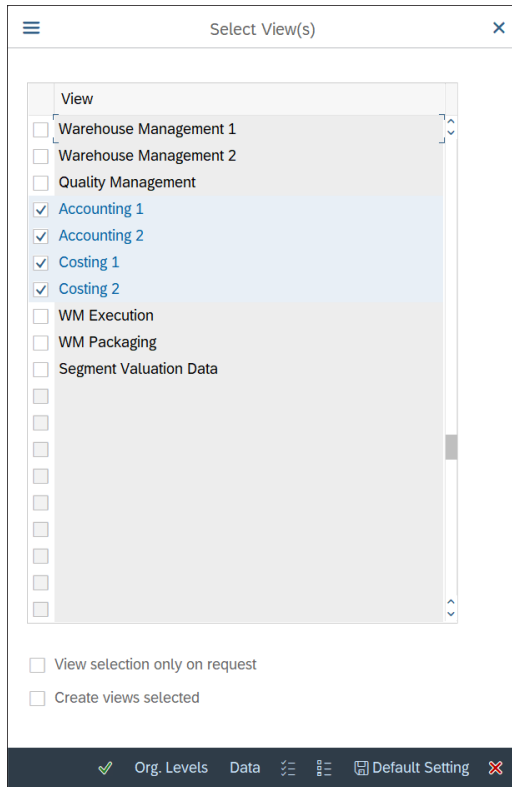 Select View(s)
View
Warehouse Management 1
Warehouse Management 2
Quality Management
Accounting 1
Accounting 2
Costing 1
Costing 2
WM Execution
WM Packaging
Segment Valuation Data
View selection only on request
Create views selected
Org. Levels Data Default Setting